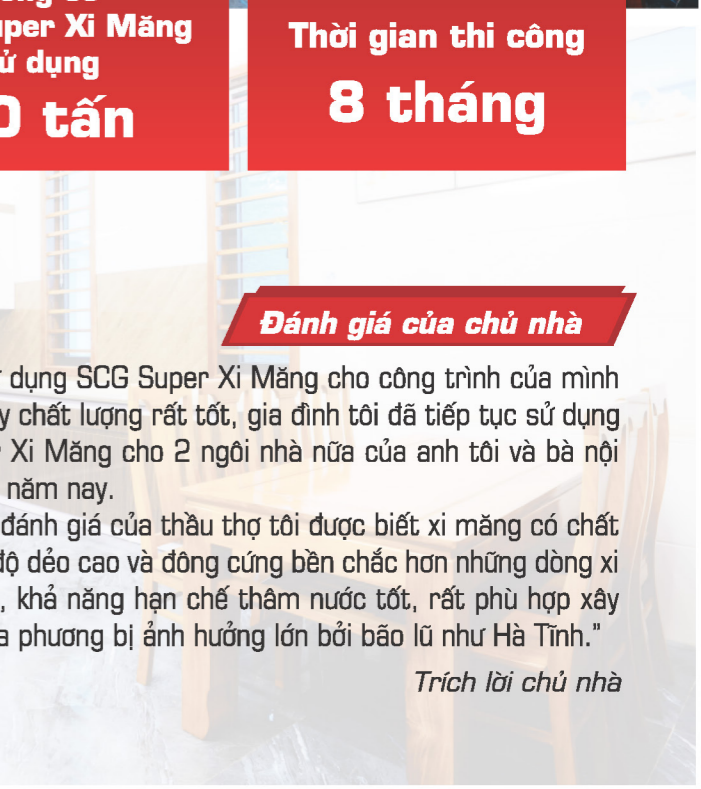 uper Xi Măng
ử dụng
0 tấn
Thời gian thi công
8 tháng
Đánh giá của chủ nhà
dụng SCG Super Xi Măng cho công trình của mình
chất lượng rất tốt, gia đình tôi đã tiếp tục sử dụng
Xi Măng cho 2 ngôi nhà nữa của anh tôi và bà nội
năm nay.
đánh giá của thầu thợ tôi được biết xi măng có chất
độ dẻo cao và đông cứng bền chắc hơn những dòng xi
, khả năng hạn chế thâm nước tốt, rất phù hợp xây
phương bị ảnh hưởng lớn bởi bão lũ như Hà Tĩnh."
Trích lời chủ nhà